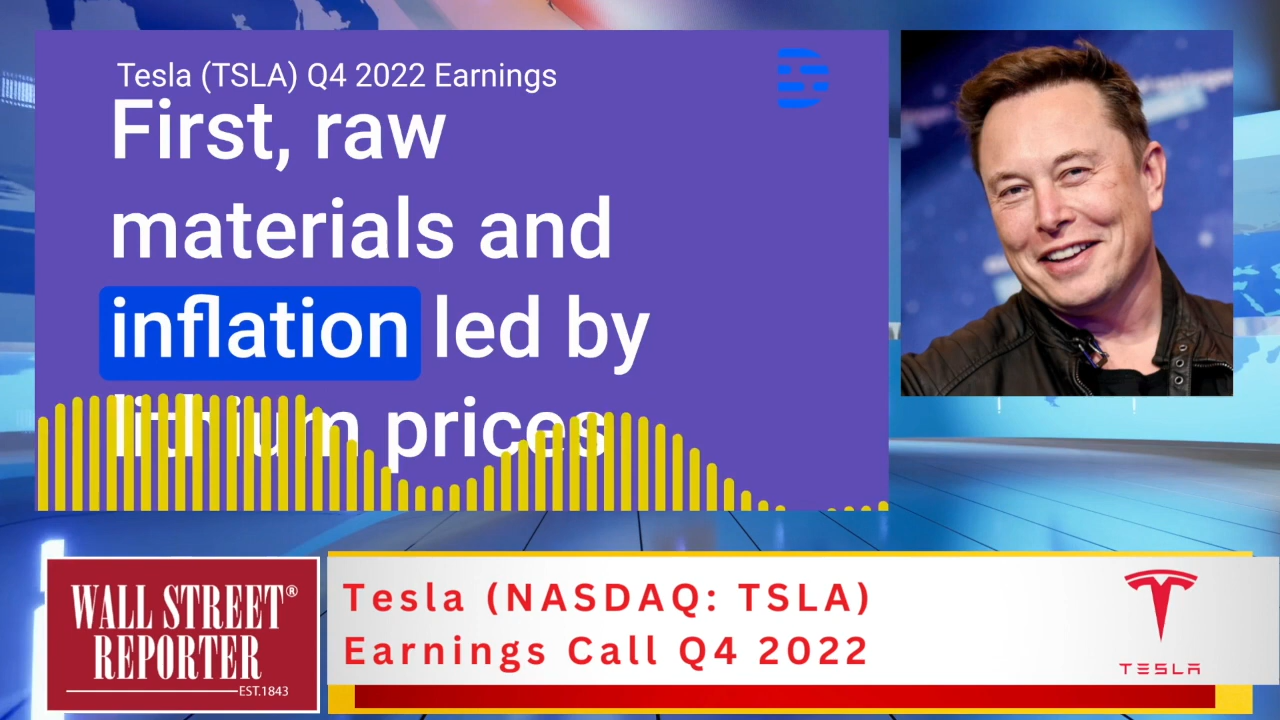 Tesla (TSLA) Q4 2022 Earnings
First, raw
materials and
inflation led by
lithium prices
WALL STREET®
REPORTER
EST.1843
Tesla (NASDAQ: TSLA)
Earnings Call Q4 2022
TESLA